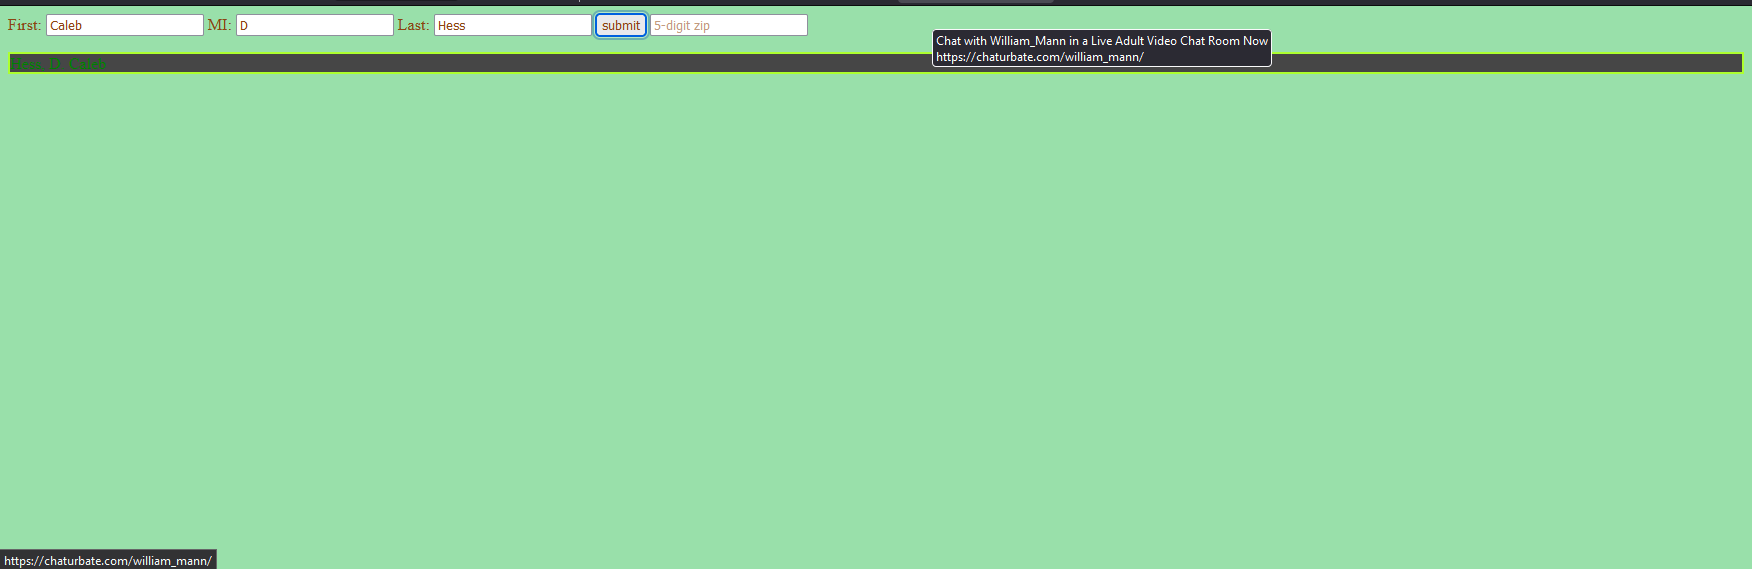 First: Caleb MI: D Last: Hess submit 5-digit zip
Chat with William_Mann in a Live Adult Video Chat Room Now
https://chaturbate.com/william_mann/
Hess, D. Caleb
https://chaturbate.com/william_mann/